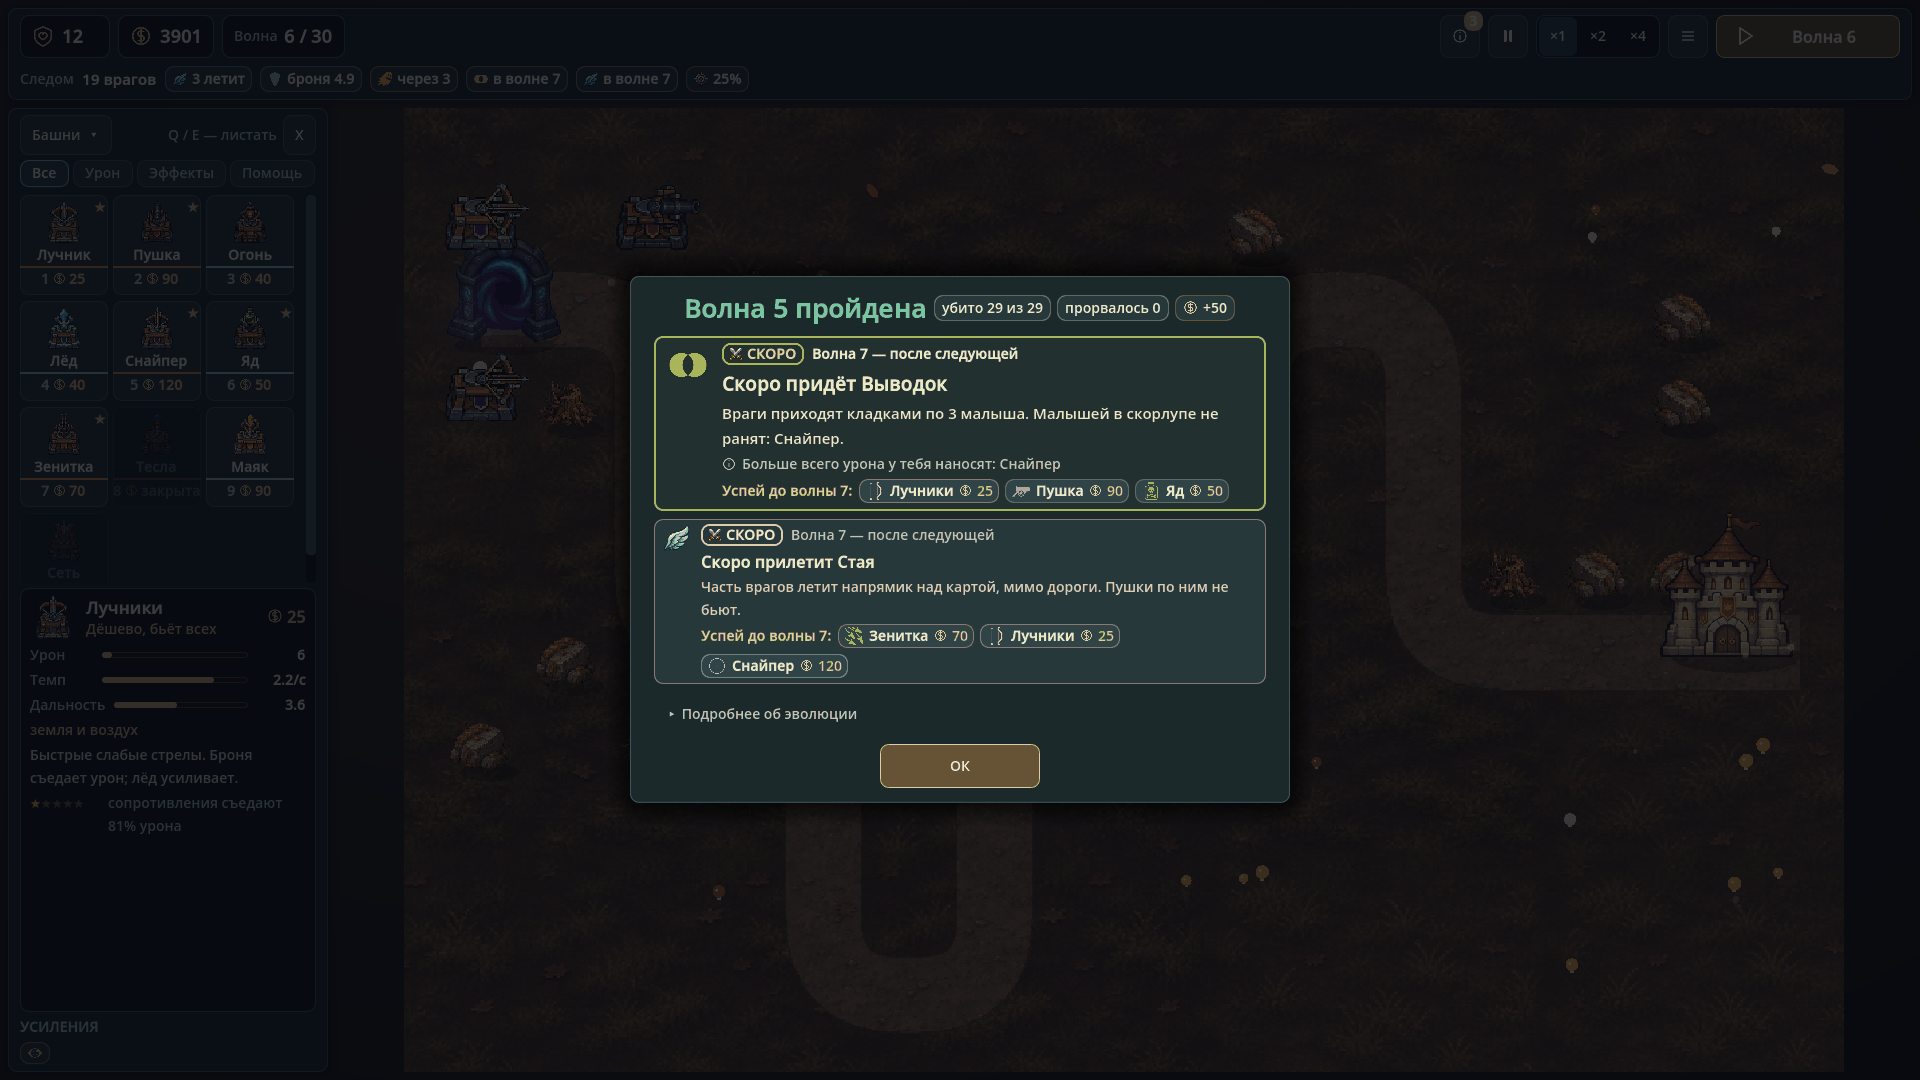 12
3901
Волна 6 / 30
3
×1
×2
×4
Волна 6
Следом 19 врагов
3 летит
броня 4.9
через 3
в волне 7
в волне 7
25%
Башни
Q / E — листать
X
Все
Урон
Эффекты
Помощь
Лучник
Пушка
Огонь
1 25
2 90
3 40
Лёд
Снайпер
Яд
4 40
5 120
6 50
Зенитка
Тесла
Маяк
7 70
8 закрыта
9 90
Сеть
Лучники
Дёшево, бьёт всех
25
Урон 6
Темп 2.2/с
Дальность 3.6
земля и воздух
Быстрые слабые стрелы. Броня
съедает урон; лёд усиливает.
★★★★★ сопротивления съедают
81% урона
УСИЛЕНИЯ
Волна 5 пройдена
убито 29 из 29
прорвалось 0
+50
СКОРО Волна 7 — после следующей
Скоро придёт Выводок
Враги приходят кладками по 3 малыша. Малышей в скорлупе не
ранят: Снайпер.
Больше всего урона у тебя наносят: Снайпер
Успей до волны 7: Лучники 25 Пушка 90 Яд 50
СКОРО Волна 7 — после следующей
Скоро прилетит Стая
Часть врагов летит напрямик над картой, мимо дороги. Пушки по ним не
бьют.
Успей до волны 7: Зенитка 70 Лучники 25
Снайпер 120
Подробнее об эволюции
ОК